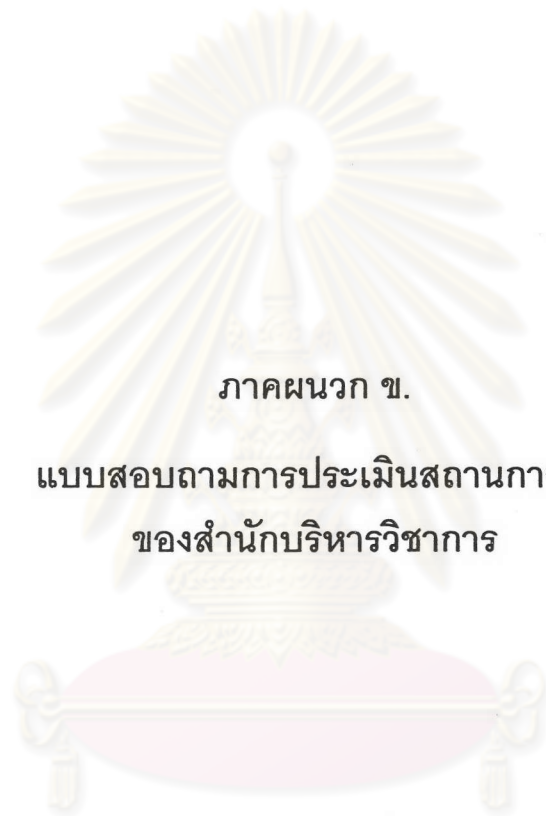 ภาคผนวก ข.
แบบสอบถามการประเมินสถานกา
ของสำนักบริหารวิชาการ